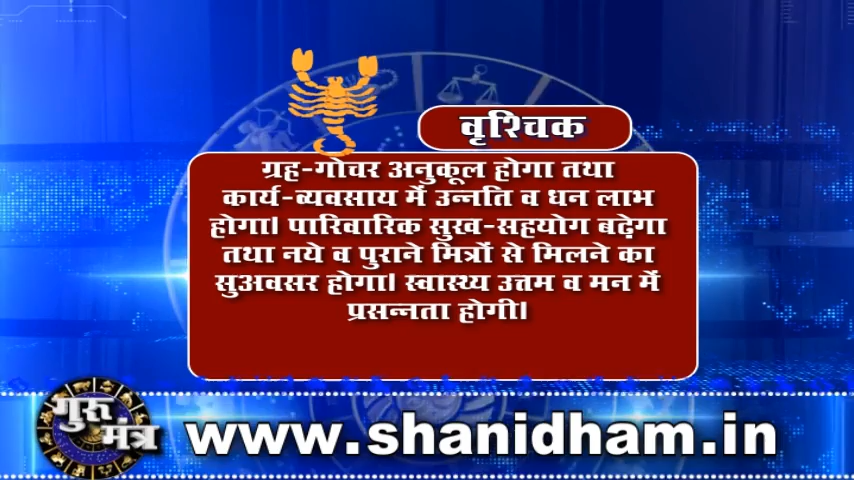 वृश्चिक
ग्रह-गोचर अनुकूल होगा तथा
कार्य-व्यवसाय में उन्नति व धन लाभ
होगा। पारिवारिक सुख-सहयोग बढ़ेगा
तथा नये व पुराने मित्रों से मिलने का
सुअवसर होगा। स्वास्थ्य उत्तम व मन में
प्रसन्नता होगी।
गुरु
मंत्र
www.shanidham.in